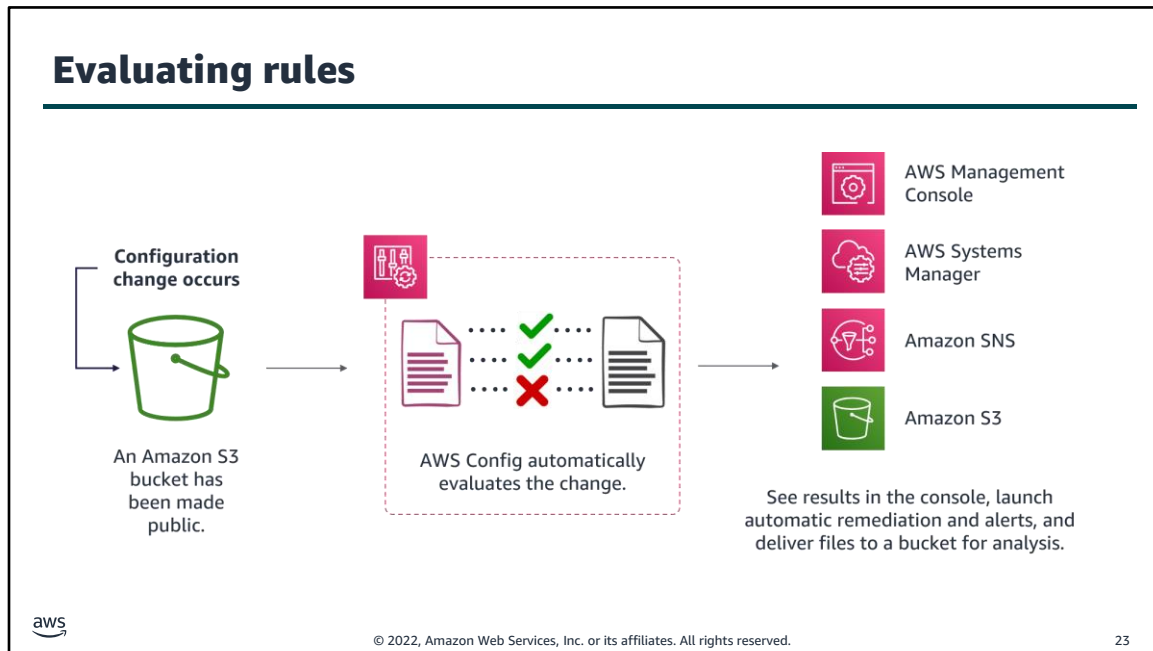 Evaluating rules
Configuration
change occurs
An Amazon S3
bucket has
been made
public.
AWS Config automatically
evaluates the change.
AWS Management
Console
AWS Systems
Manager
Amazon SNS
Amazon S3
See results in the console, launch
automatic remediation and alerts, and
deliver files to a bucket for analysis.
aws
© 2022, Amazon Web Services, Inc. or its affiliates. All rights reserved.
23